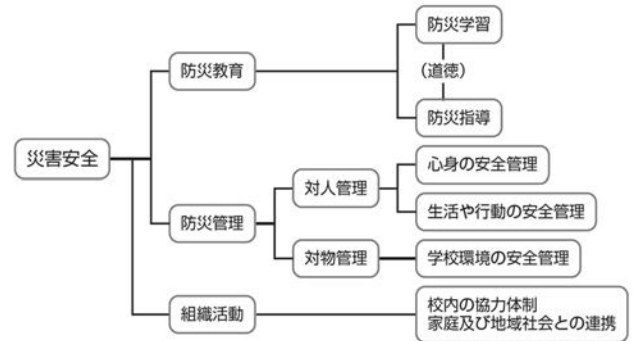 災害安全
防災教育
防災学習
(道徳)
防災指導
防災管理
対人管理
心身の安全管理
生活や行動の安全管理
対物管理
学校環境の安全管理
組織活動
校内の協力体制
家庭及び地域社会との連携